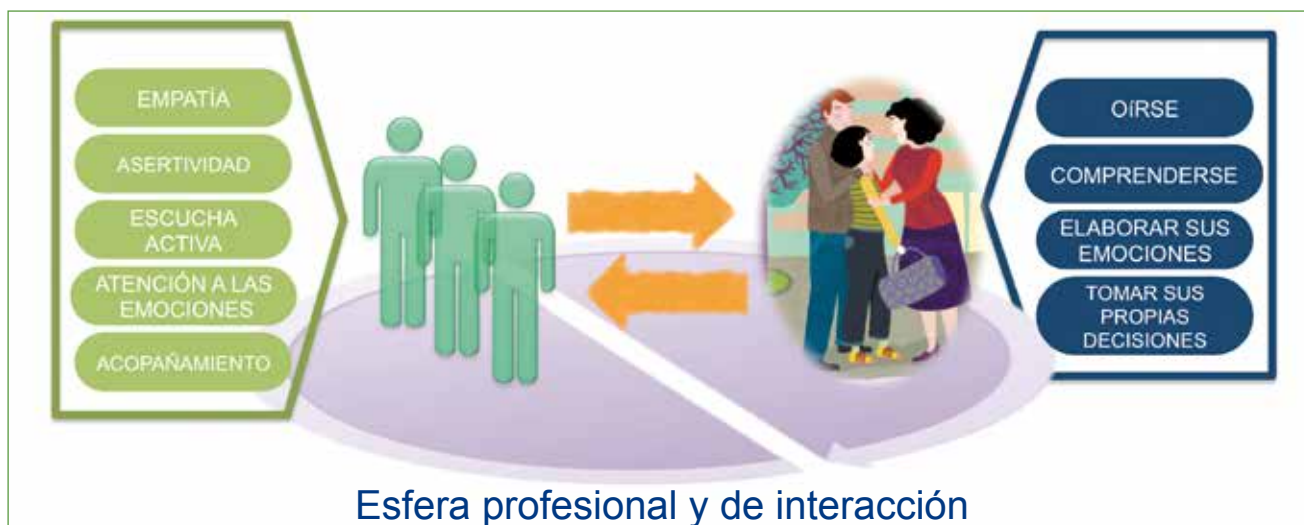 EMPATÍA
ASERTIVIDAD
ESCUCHA
ACTIVA
ATENCIÓN A LAS
EMOCIONES
ACOPAÑAMIENTO
OíRSE
COMPRENDERSE
ELABORAR SUS
EMOCIONES
TOMAR SUS
PROPIAS
DECISIONES
Esfera profesional y de interacción